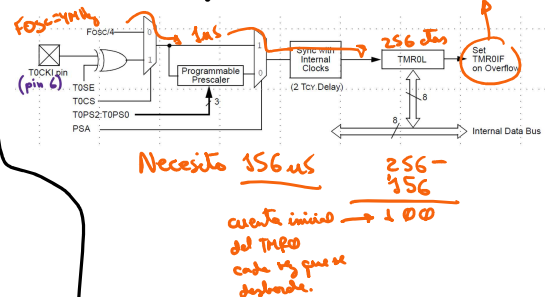 FOSC=4MHz
FOSC/4
0
1
1us
1
0
T0CKI pin
(pin 6)
T0SE
T0CS
T0PS2:T0PS0
PSA
Programmable
Prescaler
3
Sync with
Internal
Clocks
(2 TCY Delay)
256 ctas
TMR0L
8
8
Internal Data Bus
Set
TMR0IF
on Overflow
Necesito 156 us
256 -
156
100
cuenta inicial
del TMR0
cada vez que se
desborde.